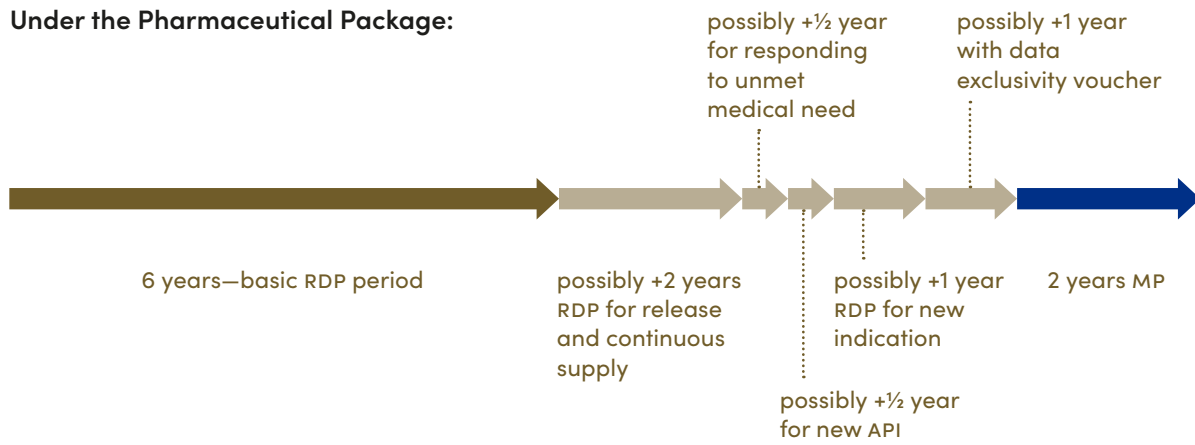 Under the Pharmaceutical Package:
possibly +½ year
for responding
to unmet
medical need
possibly +1 year
with data
exclusivity voucher
6 years—basic RDP period
possibly +2 years
RDP for release
and continuous
supply
possibly +½ year
for new API
possibly +1 year
RDP for new
indication
2 years MP